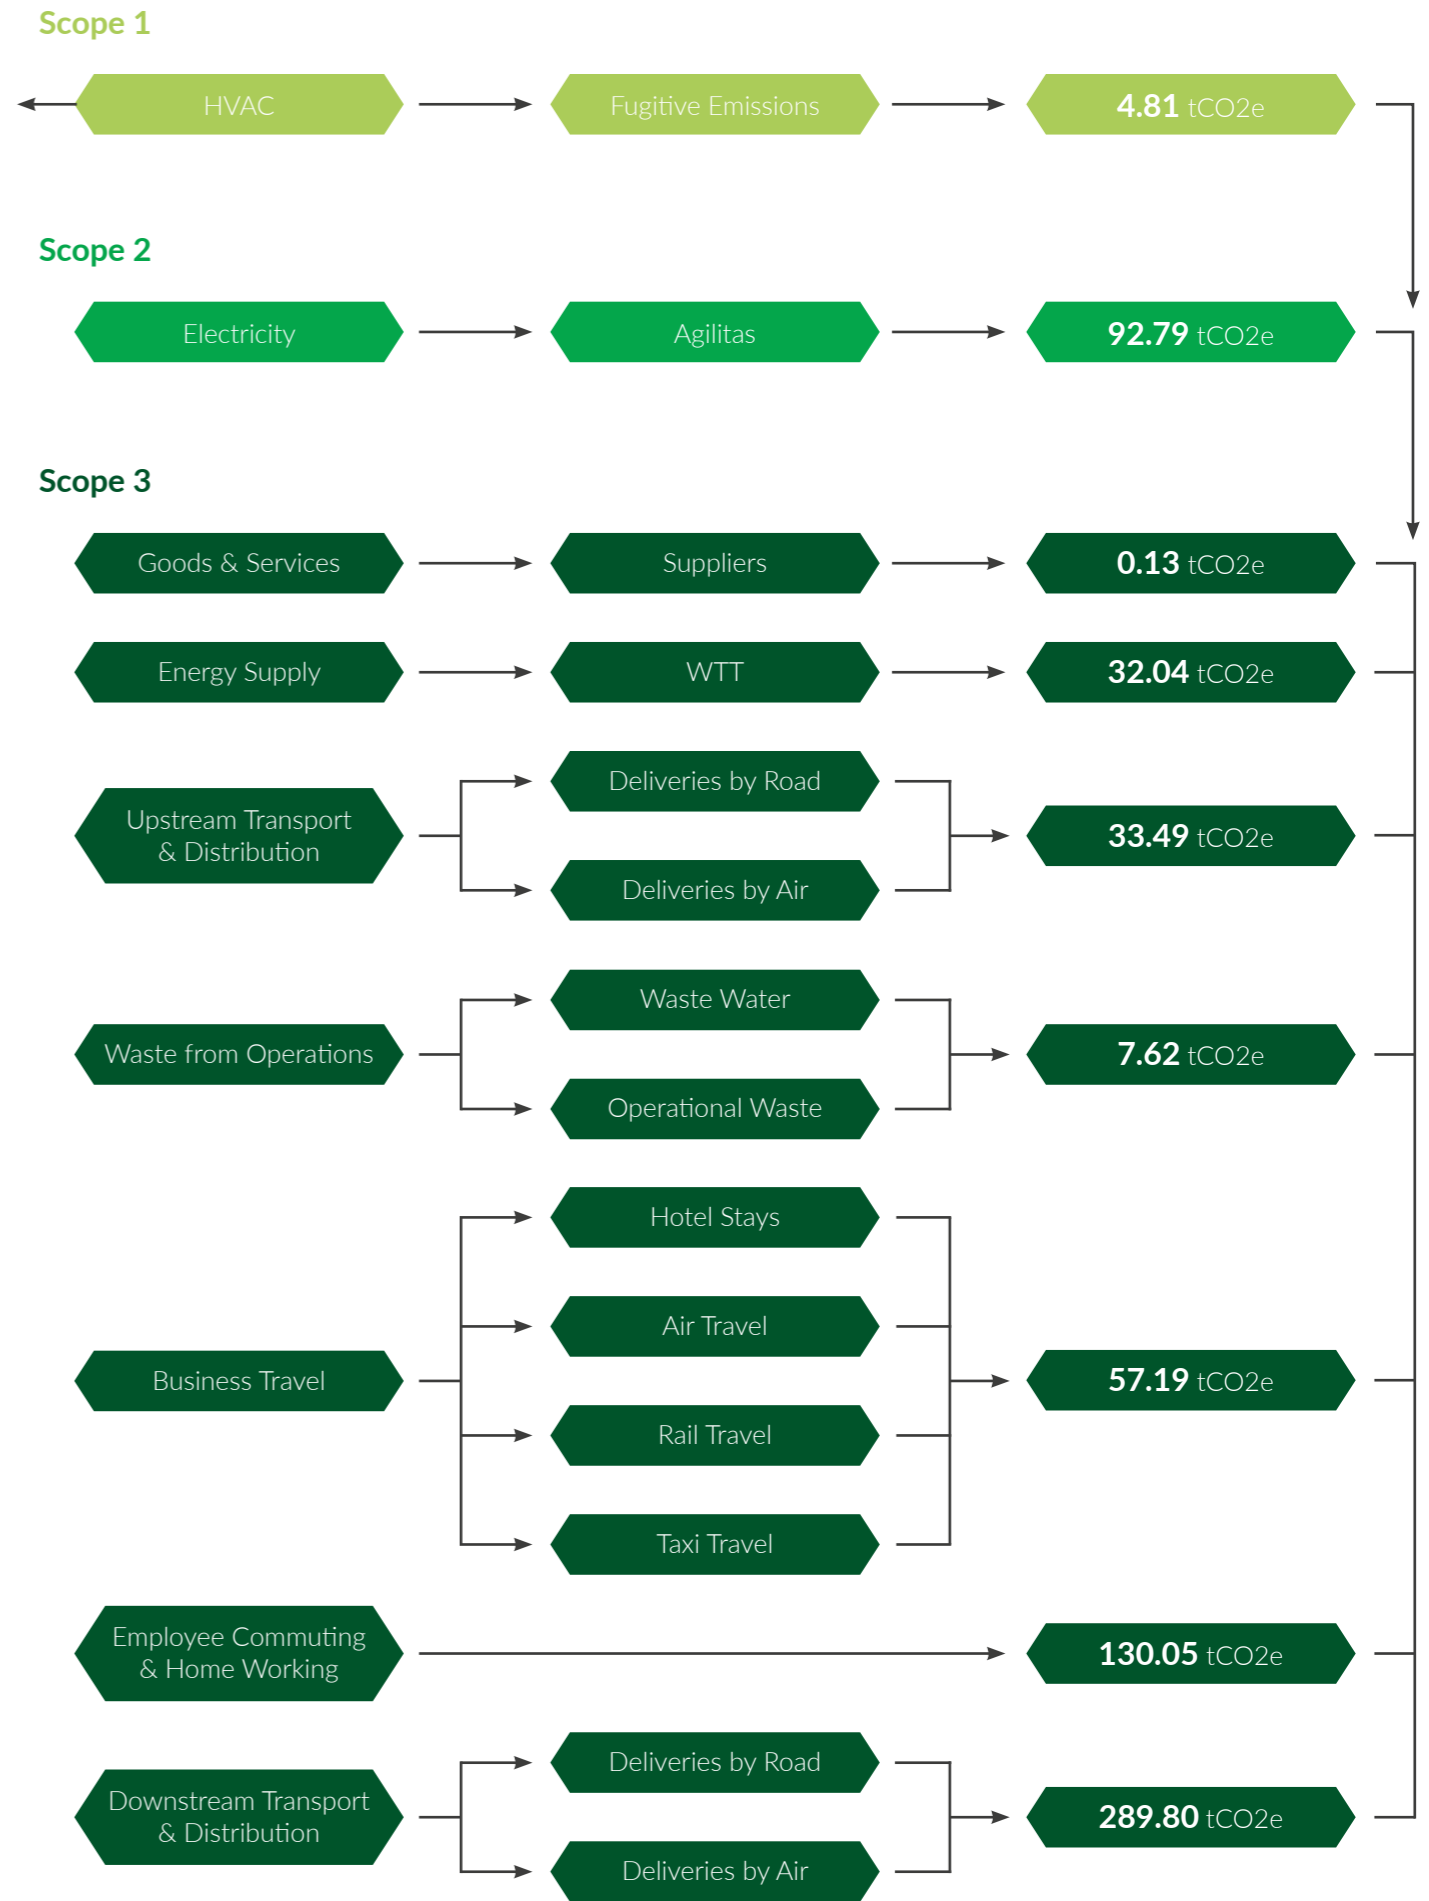 Scope 1
HVAC
Fugitive Emissions
4.81 tCO2e
Scope 2
Electricity
Agilitas
92.79 tCO2e
Scope 3
Goods & Services
Suppliers
0.13 tCO2e
Energy Supply
WTT
32.04 tCO2e
Upstream Transport
& Distribution
Deliveries by Road
Deliveries by Air
33.49 tCO2e
Waste from Operations
Waste Water
Operational Waste
7.62 tCO2e
Business Travel
Hotel Stays
Air Travel
Rail Travel
Taxi Travel
57.19 tCO2e
Employee Commuting
& Home Working
130.05 tCO2e
Downstream Transport
& Distribution
Deliveries by Road
Deliveries by Air
289.80 tCO2e